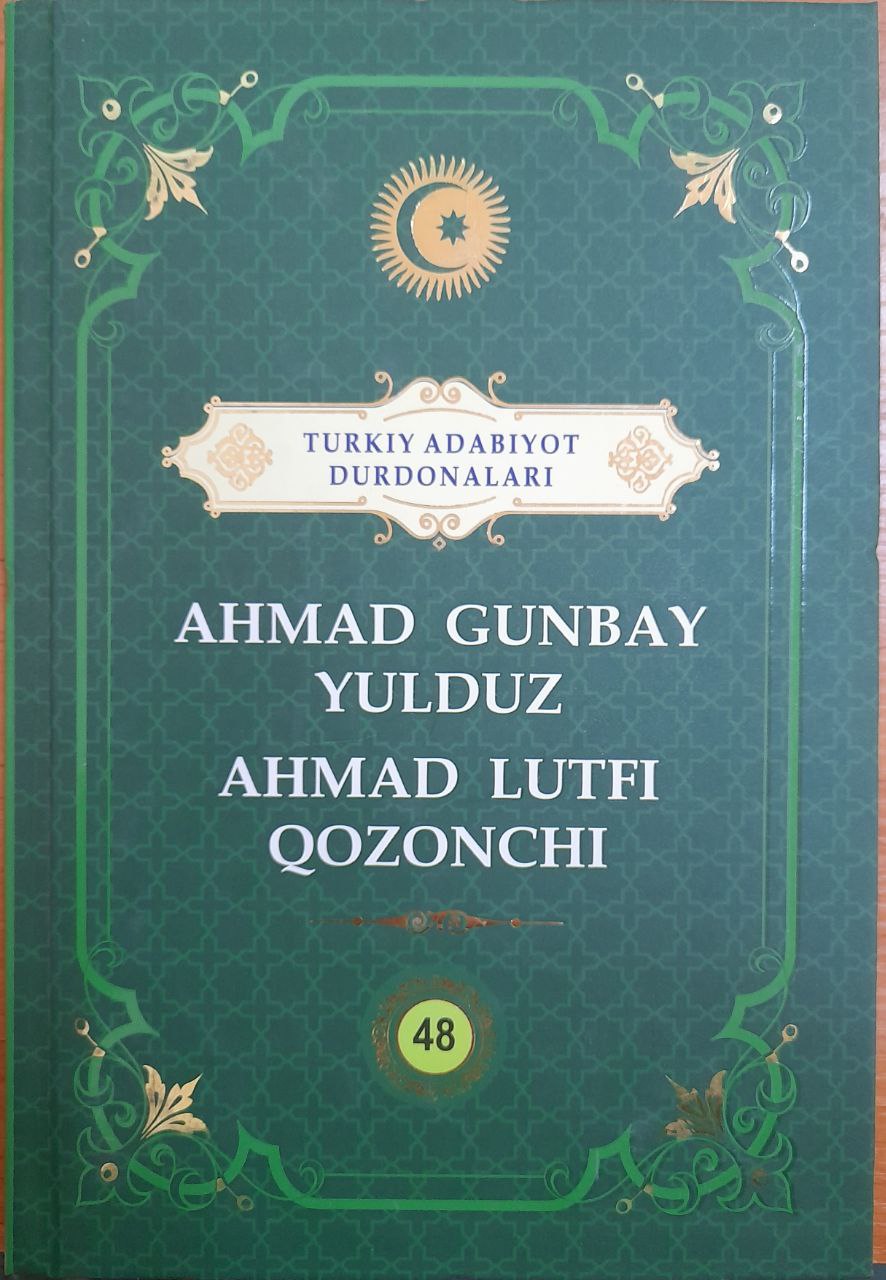 TURKIY ADABIYOT
DURDONALARI
AHMAD GUNBAY
YULDUZ
AHMAD LUTFI
QOZONCHI
48